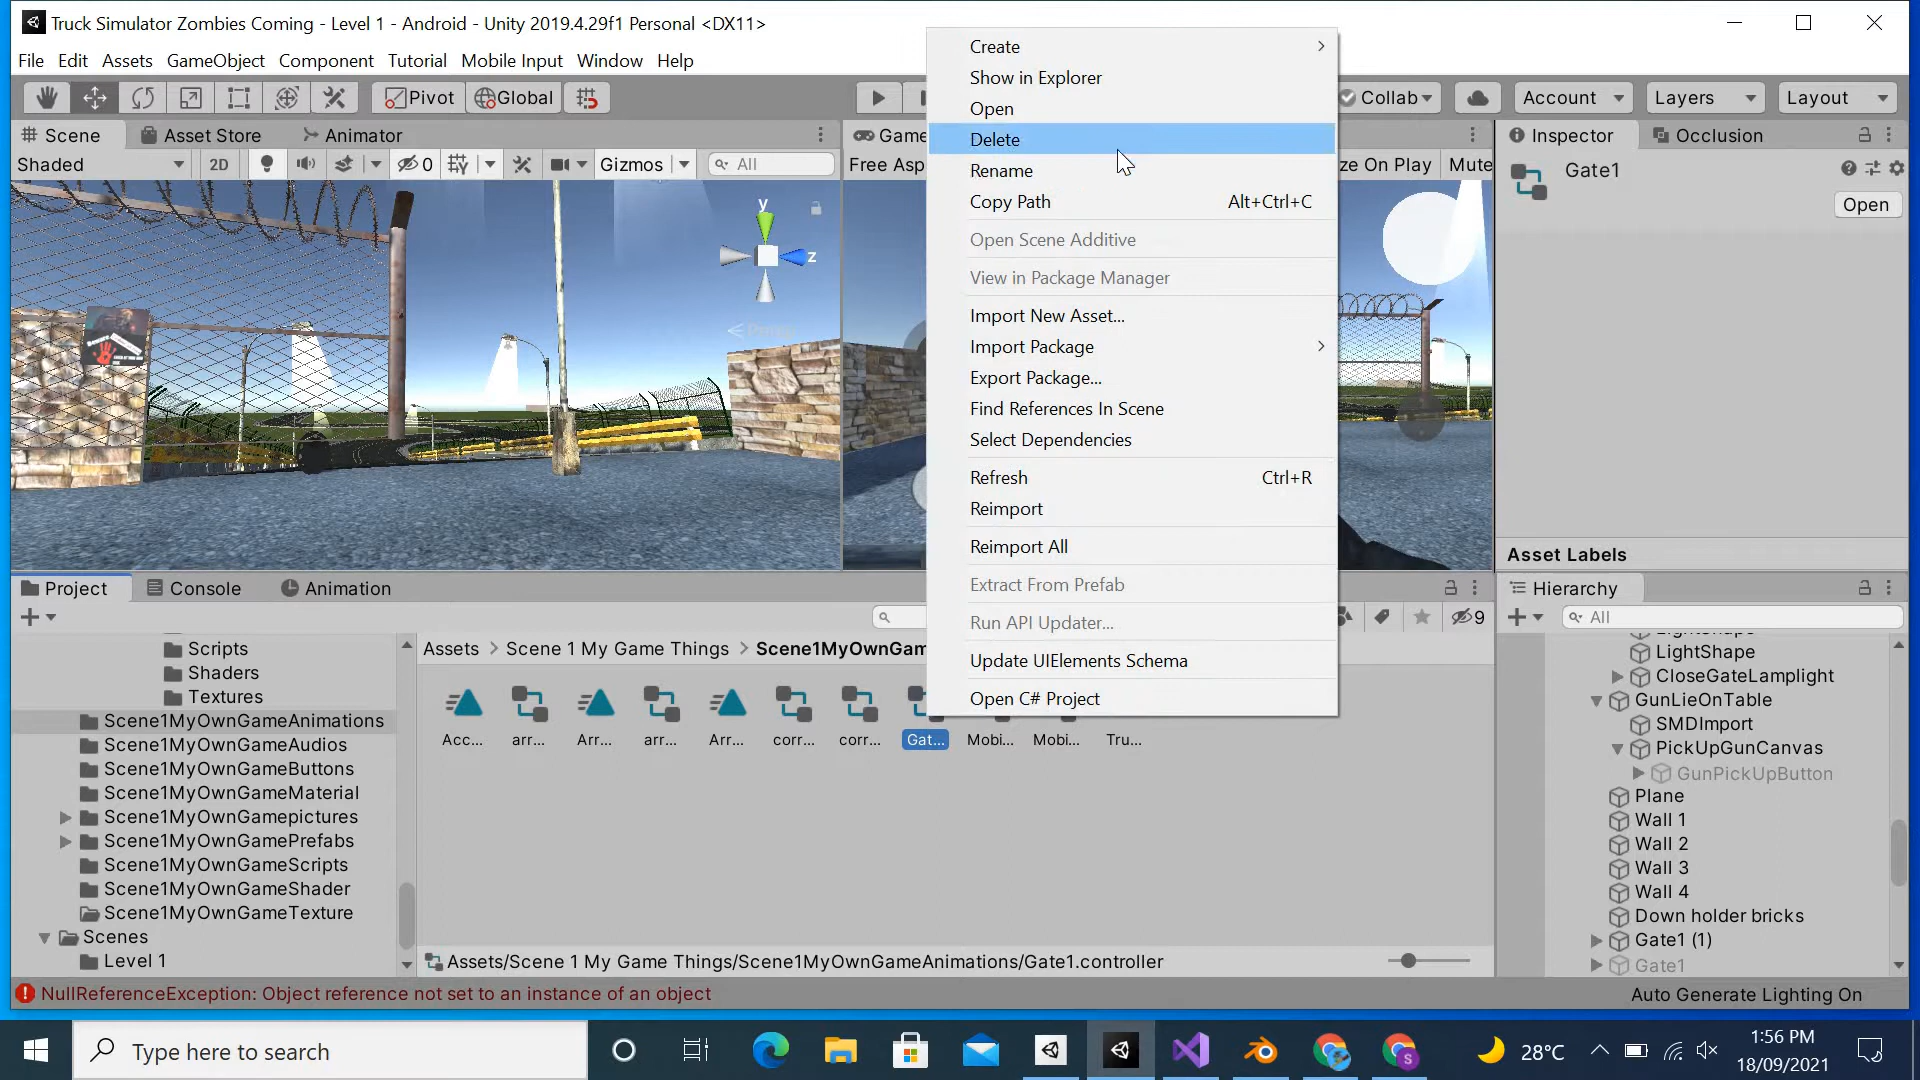 Truck Simulator Zombies Coming - Level 1 - Android - Unity 2019.4.29f1 Personal <DX11>
File Edit Assets GameObject Component Tutorial Mobile Input Window Help
Pivot Global Collab Account Layers Layout
Scene Asset Store Animator Game Inspector Occlusion
Shaded 2D 0 Gizmos All Free Asp ze On Play Mute
Gate1
Open
y
z
Create
Show in Explorer
Open
Delete
Rename
Copy Path Alt+Ctrl+C
Open Scene Additive
View in Package Manager
Import New Asset...
Import Package
Export Package...
Find References In Scene
Select Dependencies
Refresh Ctrl+R
Reimport
Reimport All
Extract From Prefab
Run API Updater...
Update UIElements Schema
Open C# Project
Asset Labels
Project Console Animation
9
Scripts
Shaders
Textures
Scene1MyOwnGameAnimations
Scene1MyOwnGameAudios
Scene1MyOwnGameButtons
Scene1MyOwnGameMaterial
Scene1MyOwnGamepictures
Scene1MyOwnGamePrefabs
Scene1MyOwnGameScripts
Scene1MyOwnGameShader
Scene1MyOwnGameTexture
Scenes
Level 1
Assets > Scene 1 My Game Things > Scene1MyOwnGam
Acc... arr... Arr... arr... Arr... corr... corr... Gat... Mobi... Mobi... Tru...
Assets/Scene 1 My Game Things/Scene1MyOwnGameAnimations/Gate1.controller
Hierarchy
All
LightShape
LightShape
CloseGateLamplight
GunLieOnTable
SMDImport
PickUpGunCanvas
GunPickUpButton
Plane
Wall 1
Wall 2
Wall 3
Wall 4
Down holder bricks
Gate1 (1)
Gate1
NullReferenceException: Object reference not set to an instance of an object
Auto Generate Lighting On
Type here to search
S
28°C
1:56 PM
18/09/2021